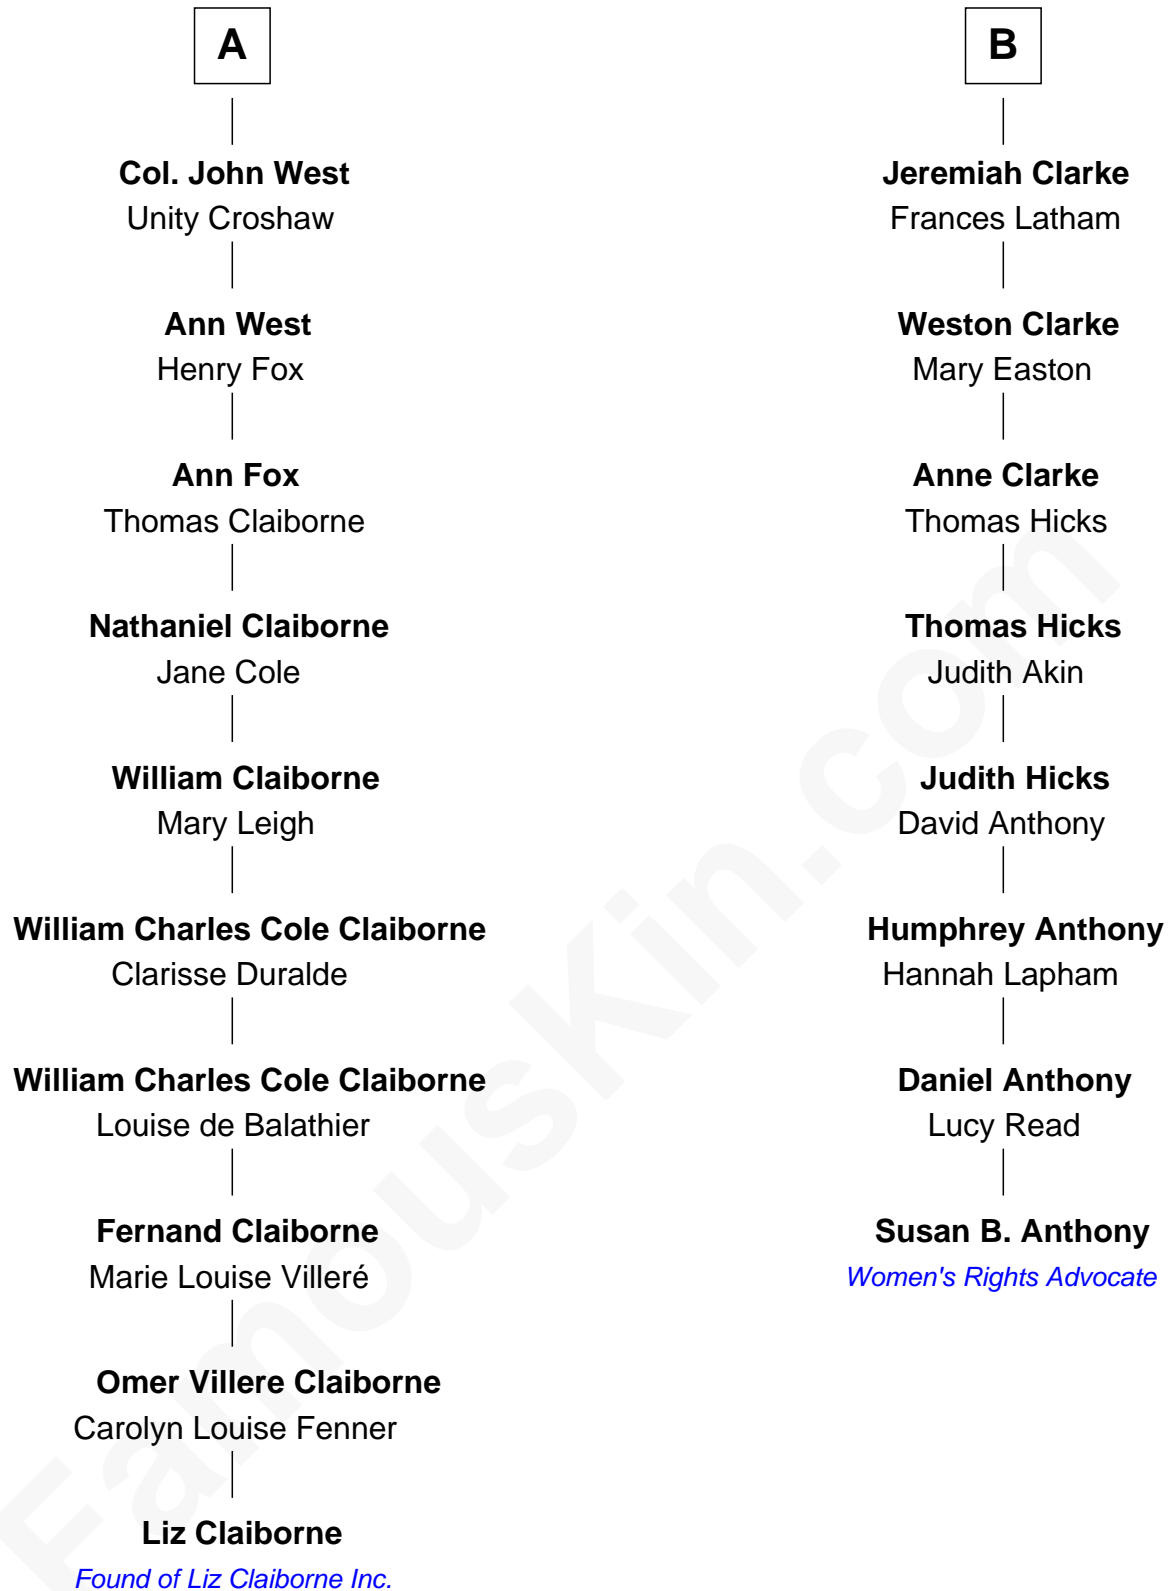 A
Col. John West
Unity Croshaw
Ann West
Henry Fox
Ann Fox
Thomas Claiborne
Nathaniel Claiborne
Jane Cole
William Claiborne
Mary Leigh
William Charles Cole Claiborne
Clarisse Duralde
William Charles Cole Claiborne
Louise de Balathier
Fernand Claiborne
Marie Louise Villeré
Omer Villere Claiborne
Carolyn Louise Fenner
Liz Claiborne
Found of Liz Claiborne Inc.
B
Jeremiah Clarke
Frances Latham
Weston Clarke
Mary Easton
Anne Clarke
Thomas Hicks
Thomas Hicks
Judith Akin
Judith Hicks
David Anthony
Humphrey Anthony
Hannah Lapham
Daniel Anthony
Lucy Read
Susan B. Anthony
Women's Rights Advocate
FamousKin.com